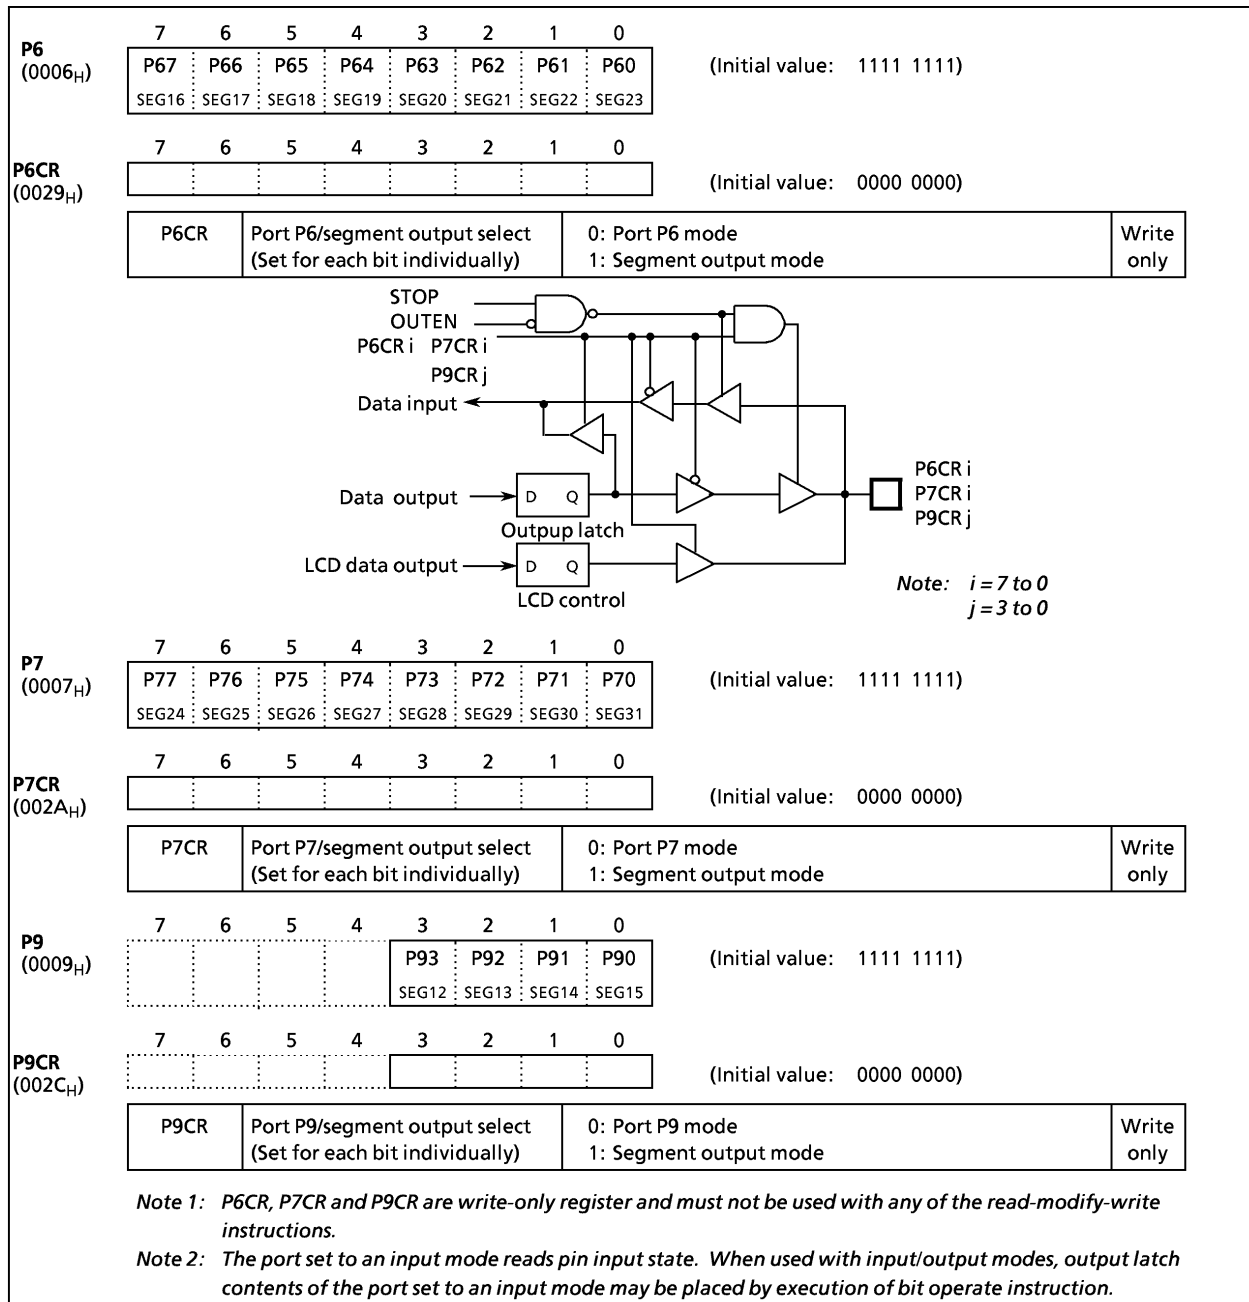 7 6 5 4 3 2 1 0
P6
(0006H)
P67 P66 P65 P64 P63 P62 P61 P60
(Initial value: 1111 1111)
SEG16 SEG17 SEG18 SEG19 SEG20 SEG21 SEG22 SEG23
7 6 5 4 3 2 1 0
P6CR
(0029H)
(Initial value: 0000 0000)
P6CR Port P6/segment output select 0: Port P6 mode Write
(Set for each bit individually) 1: Segment output mode only
STOP
OUTEN
P6CR i P7CR i
P9CR j
Data input
P6CR i
P7CR i
P9CR j
Data output D Q
Outpup latch
LCD data output D Q
LCD control
Note: i = 7 to 0
j = 3 to 0
7 6 5 4 3 2 1 0
P7
(0007H)
P77 P76 P75 P74 P73 P72 P71 P70
(Initial value: 1111 1111)
SEG24 SEG25 SEG26 SEG27 SEG28 SEG29 SEG30 SEG31
7 6 5 4 3 2 1 0
P7CR
(002AH)
(Initial value: 0000 0000)
P7CR Port P7/segment output select 0: Port P7 mode Write
(Set for each bit individually) 1: Segment output mode only
7 6 5 4 3 2 1 0
P9
(0009H)
P93 P92 P91 P90
(Initial value: 1111 1111)
SEG12 SEG13 SEG14 SEG15
7 6 5 4 3 2 1 0
P9CR
(002CH)
(Initial value: 0000 0000)
P9CR Port P9/segment output select 0: Port P9 mode Write
(Set for each bit individually) 1: Segment output mode only
Note 1: P6CR, P7CR and P9CR are write-only register and must not be used with any of the read-modify-write
instructions.
Note 2: The port set to an input mode reads pin input state. When used with input/output modes, output latch
contents of the port set to an input mode may be placed by execution of bit operate instruction.